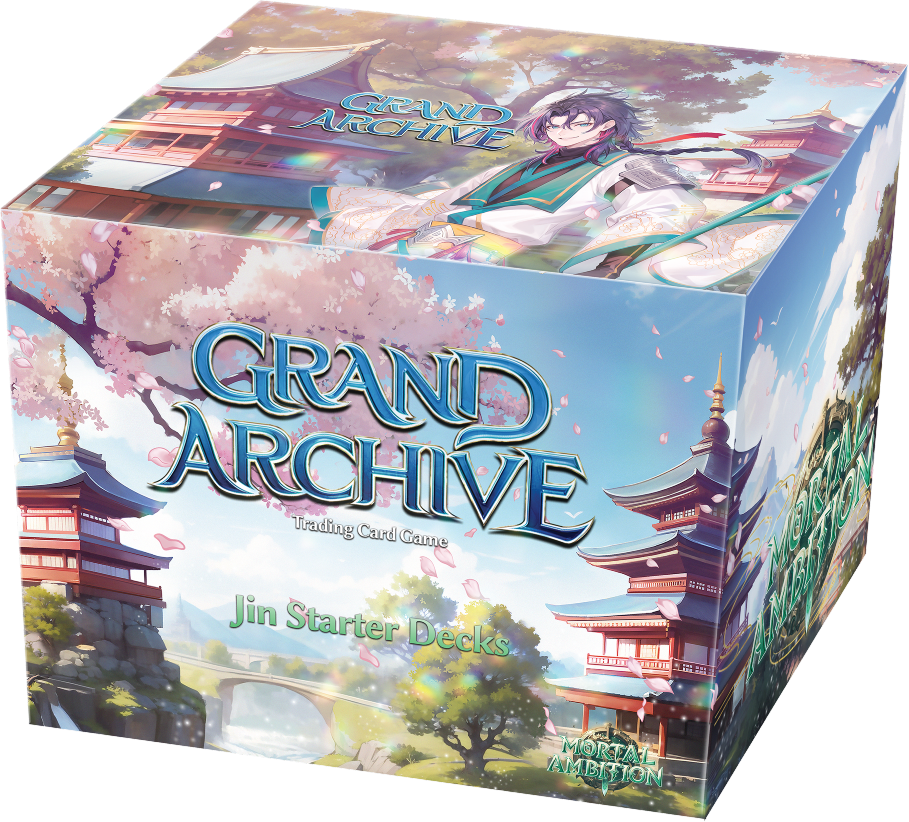 GRAND
ARCHIVE
GRAND
ARCHIVE
Trading Card Game
Jin Starter Decks
MORTAL
AMBITION
MORTAL
AMBITION